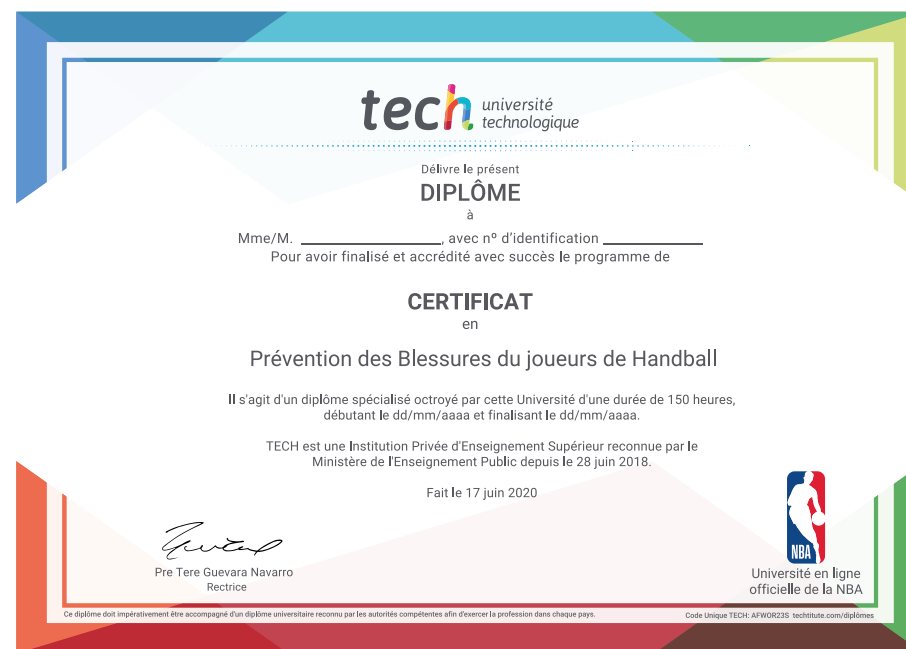 tech université
technologique
Délivre le présent
DIPLÔME
à
Mme/M. ____________________, avec nº d'identification ______________
Pour avoir finalisé et accrédité avec succès le programme de
CERTIFICAT
en
Prévention des Blessures du joueurs de Handball
Il s'agit d'un diplôme spécialisé octroyé par cette Université d'une durée de 150 heures,
débutant le dd/mm/aaaa et finalisant le dd/mm/aaaa.
TECH est une Institution Privée d'Enseignement Supérieur reconnue par le
Ministère de l'Enseignement Public depuis le 28 juin 2018.
Fait le 17 juin 2020
Pre Tere Guevara Navarro
Rectrice
NBA
Université en ligne
officielle de la NBA
Ce diplôme doit impérativement être accompagné d'un diplôme universitaire reconnu par les autorités compétentes afin d'exercer la profession dans chaque pays.
Code Unique TECH: AFWOR23S techtitute.com/diplômes